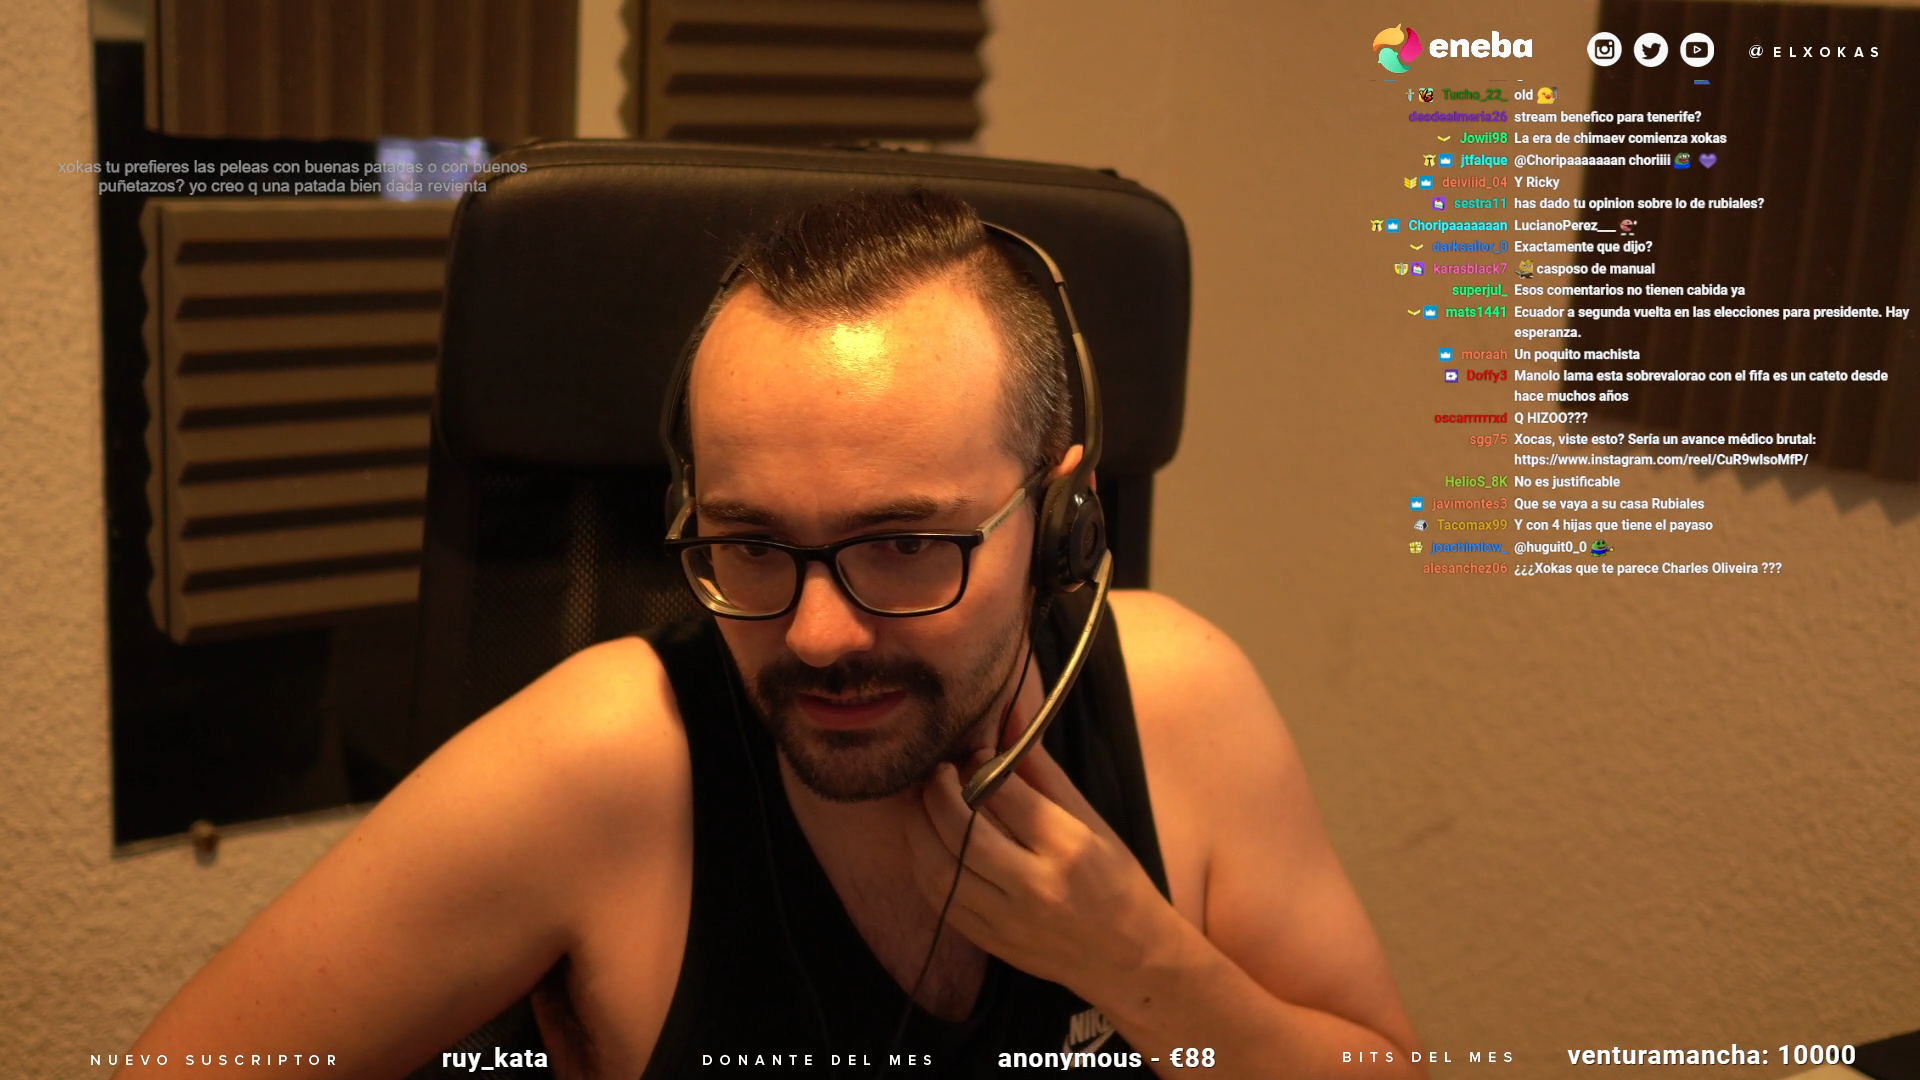 eneba
@ELXOKAS
Tucho_22_ old
desdealmeria26 stream benefico para tenerife?
Jowii98 La era de chimaev comienza xokas
jtfalque @Choripaaaaaan choriiii
deiviiid_04 Y Ricky
sestra11 has dado tu opinion sobre lo de rubiales?
Choripaaaaaan LucianoPerez__
darksailor_0 Exactamente que dijo?
karasblack7 casposo de manual
superjul_ Esos comentarios no tienen cabida ya
mats1441 Ecuador a segunda vuelta en las elecciones para presidente. Hay
esperanza.
moraah Un poquito machista
Doffy3 Manolo lama esta sobrevalorao con el fifa es un cateto desde
hace muchos años
oscarrrrrrxd Q HIZOO???
sgg75 Xocas, viste esto? Sería un avance médico brutal:
https://www.instagram.com/reel/CuR9wlsoMfP/
HelioS_8K No es justificable
javimontes3 Que se vaya a su casa Rubiales
Tacomax99 Y con 4 hijas que tiene el payaso
joachimlow_ @huguit0_0
alesanchez06 ¿¿¿Xokas que te parece Charles Oliveira ???
xokas tu prefieres las peleas con buenas patadas o con buenos
puñetazos? yo creo q una patada bien dada revienta
NIKE
NUEVO SUSCRIPTOR ruy_kata DONANTE DEL MES anonymous - €88 BITS DEL MES venturamancha: 10000